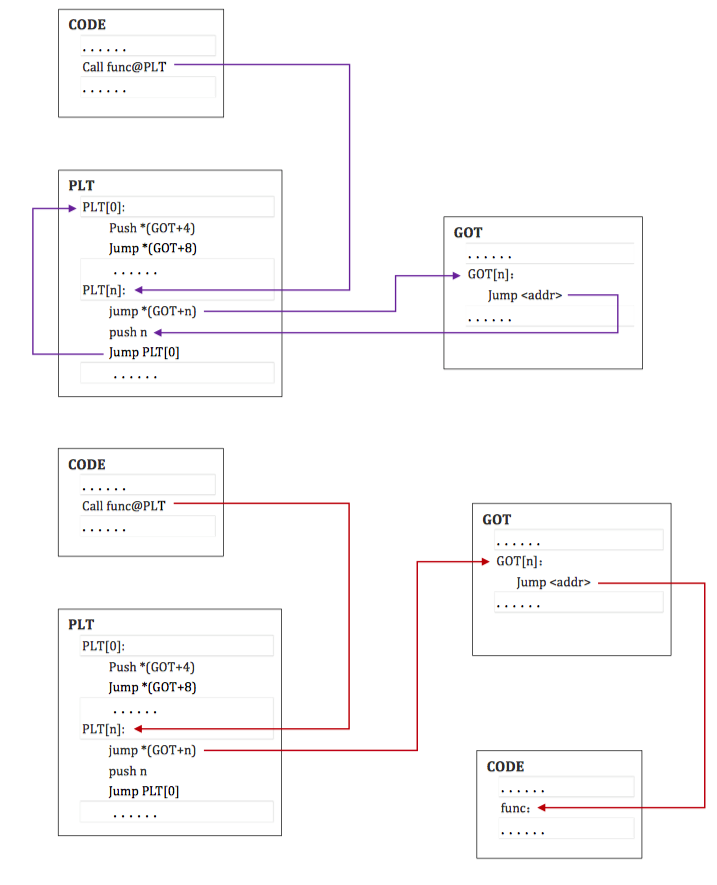 CODE
......
Call func@PLT
......
PLT
PLT[0]:
Push *(GOT+4)
Jump *(GOT+8)
......
PLT[n]:
jump *(GOT+n)
push n
Jump PLT[0]
......
GOT
......
GOT[n]:
Jump <addr>
......
CODE
......
Call func@PLT
......
PLT
PLT[0]:
Push *(GOT+4)
Jump *(GOT+8)
......
PLT[n]:
jump *(GOT+n)
push n
Jump PLT[0]
......
GOT
......
GOT[n]:
Jump <addr>
......
CODE
......
func:
......